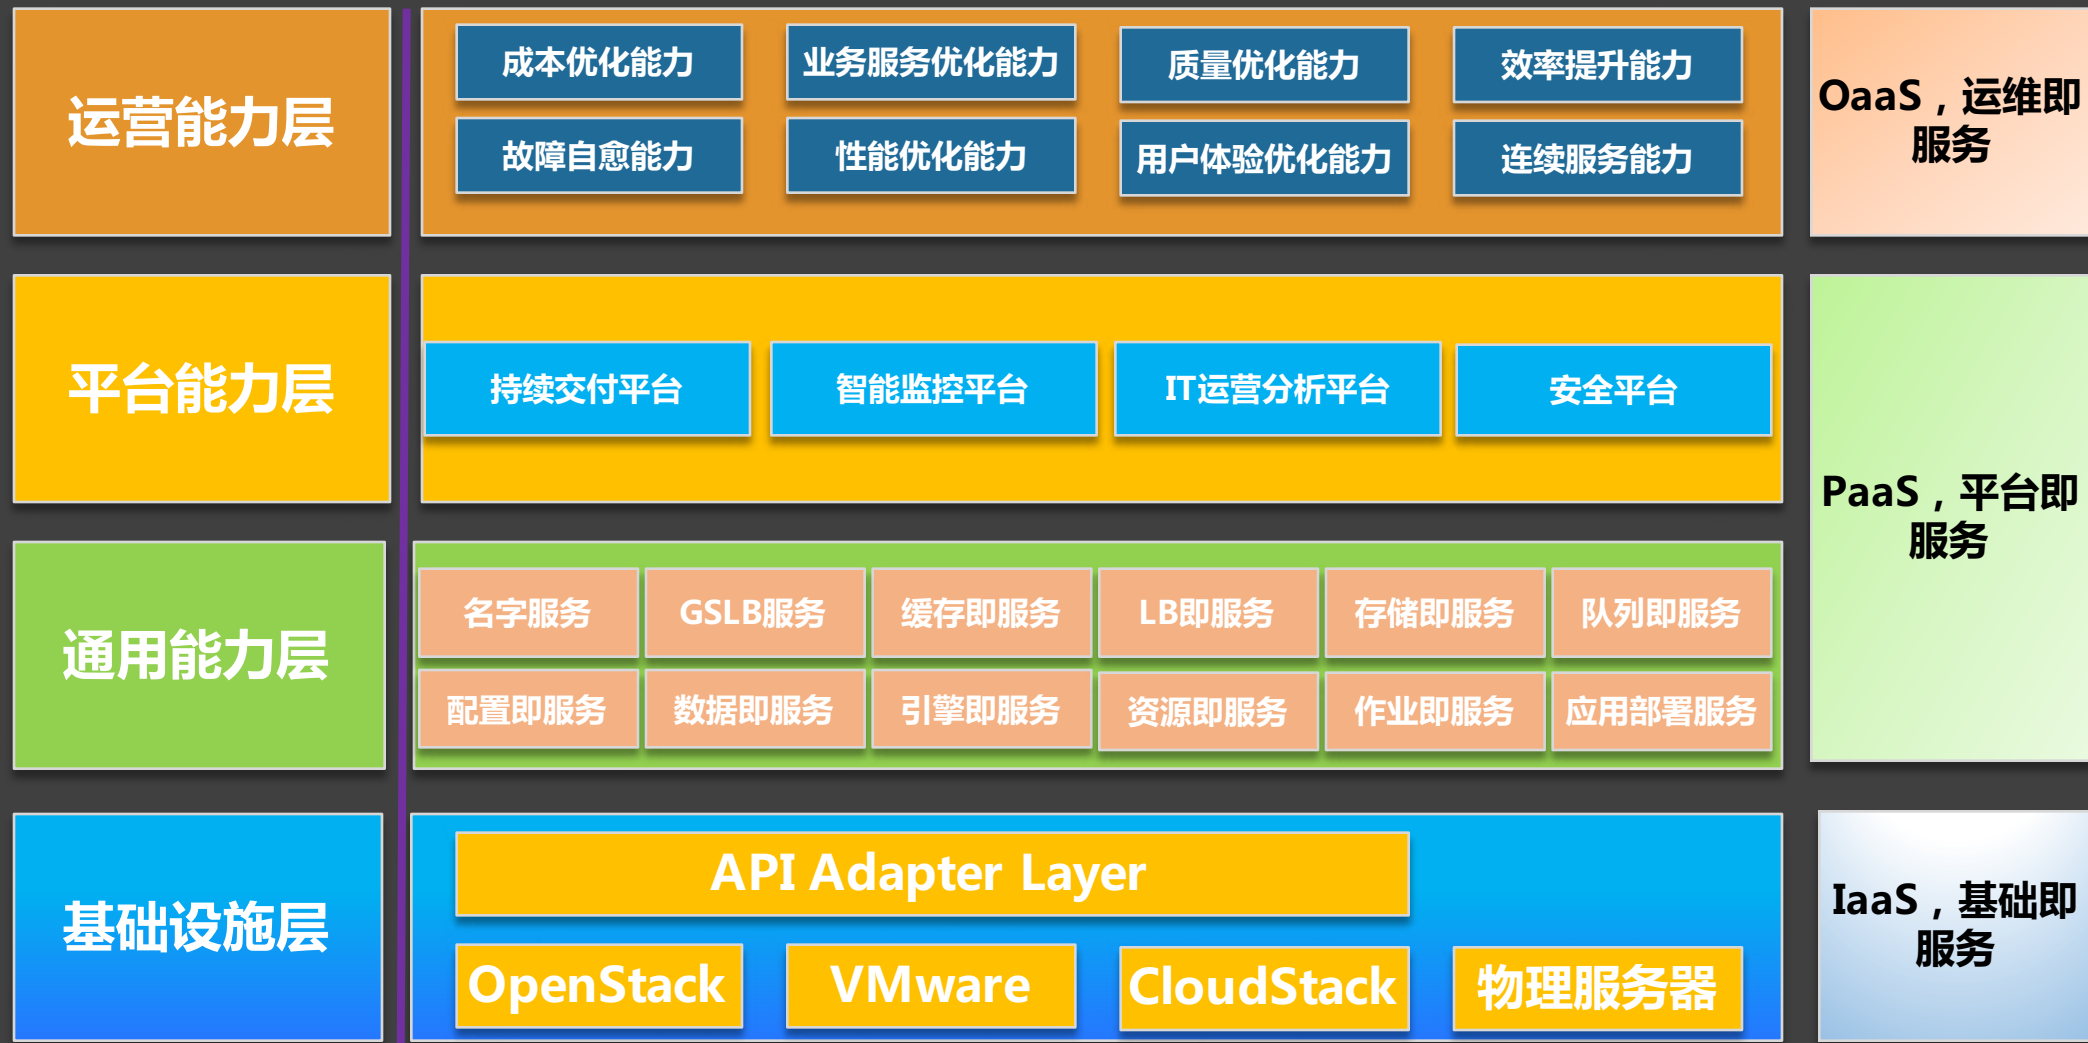 运营能力层
成本优化能力
业务服务优化能力
质量优化能力
效率提升能力
故障自愈能力
性能优化能力
用户体验优化能力
连续服务能力
OaaS，运维即
服务
平台能力层
持续交付平台
智能监控平台
IT运营分析平台
安全平台
PaaS，平台即
服务
通用能力层
名字服务
GSLB服务
缓存即服务
LB即服务
存储即服务
队列即服务
配置即服务
数据即服务
引擎即服务
资源即服务
作业即服务
应用部署服务
基础设施层
API Adapter Layer
OpenStack
VMware
CloudStack
物理服务器
IaaS，基础即
服务